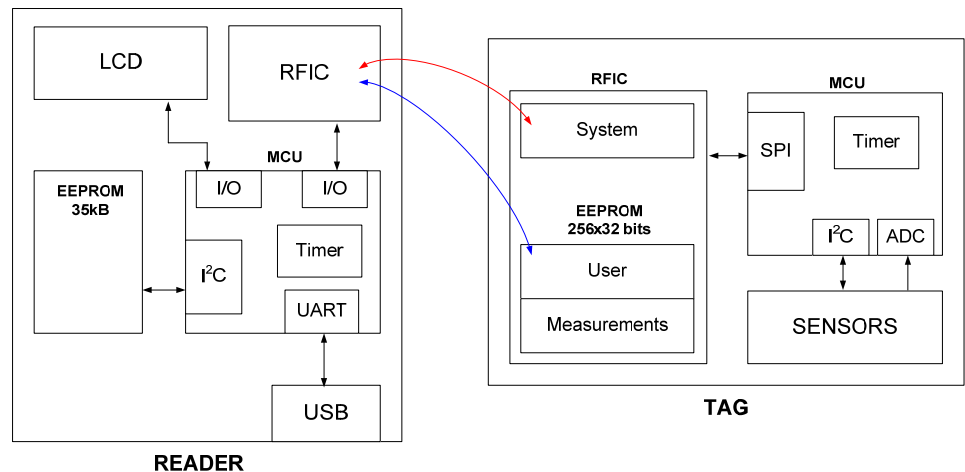 LCD
RFIC
MCU
I/O
I/O
EEPROM
35kB
Timer
I²C
UART
USB
READER
RFIC
System
EEPROM
256x32 bits
User
Measurements
MCU
SPI
Timer
I²C
ADC
SENSORS
TAG